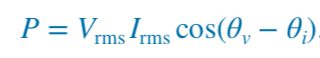 P = V_rms I_rms cos(θ_v − θ_i).